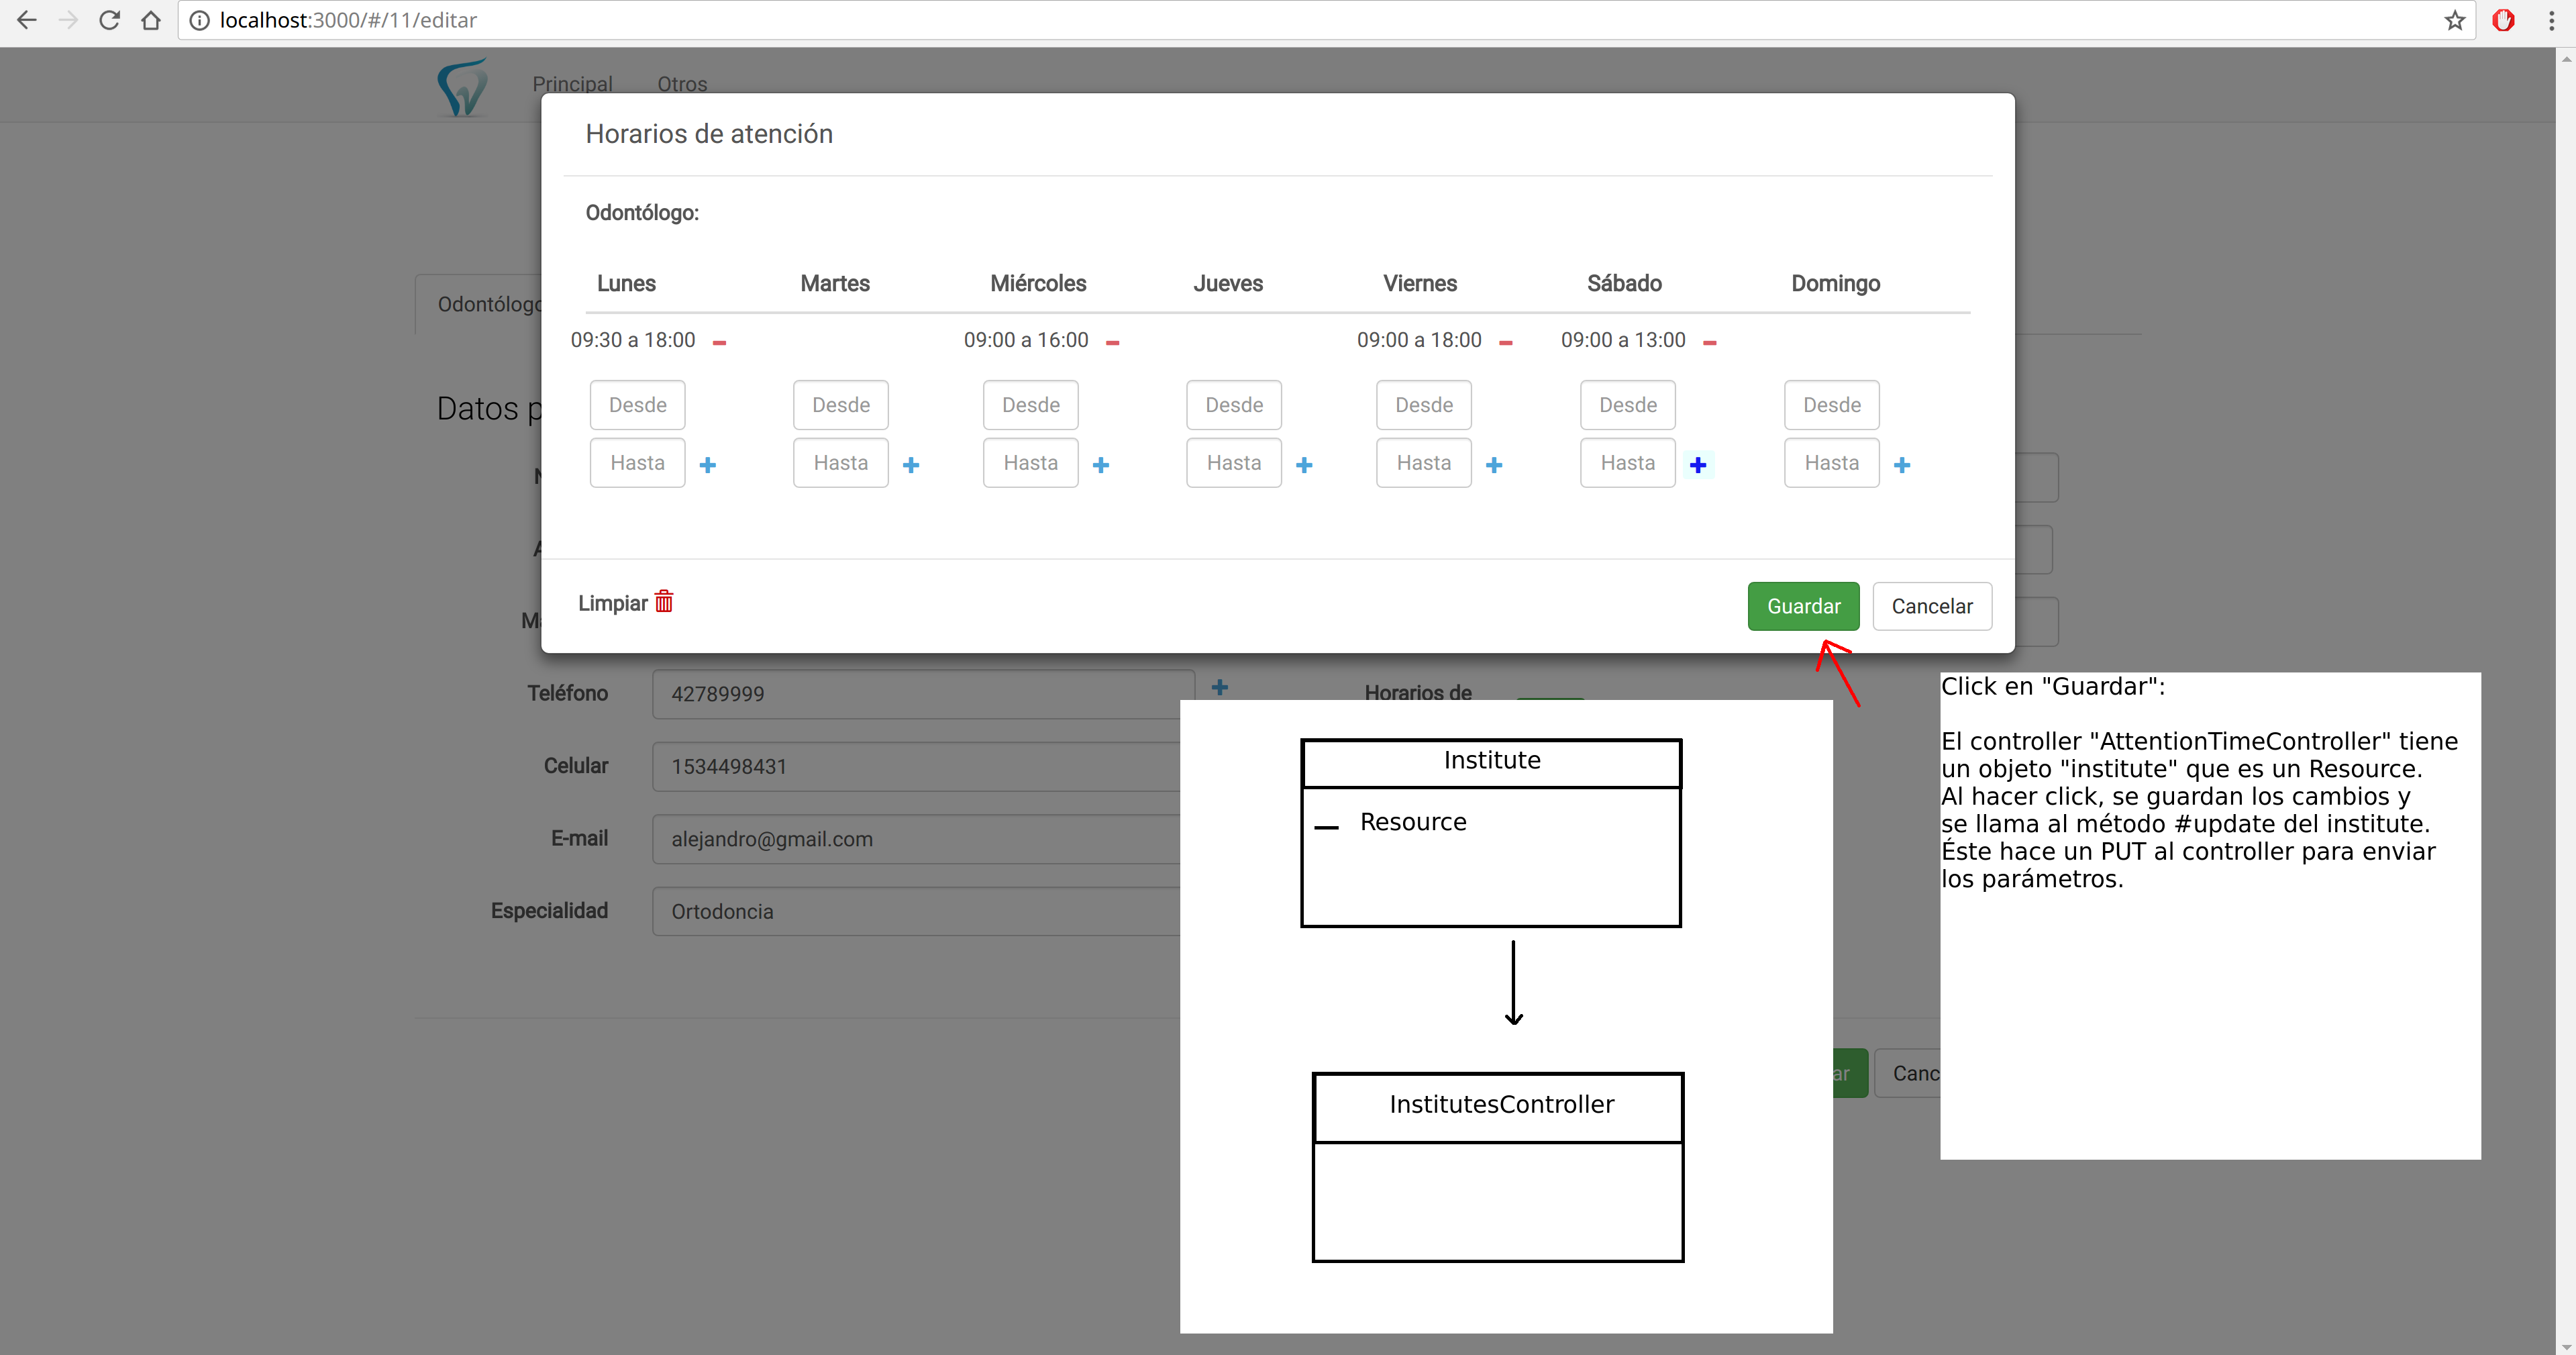 localhost:3000/#/11/editar
Principal Otros
Horarios de atención
Odontólogo:
Lunes Martes Miércoles Jueves Viernes Sábado Domingo
09:30 a 18:00 09:00 a 16:00 09:00 a 18:00 09:00 a 13:00
Desde Desde Desde Desde Desde Desde Desde
Hasta Hasta Hasta Hasta Hasta Hasta Hasta
Limpiar Guardar Cancelar
Odontólogo
Datos p
Teléfono 42789999 Horarios de
Celular 1534498431
E-mail alejandro@gmail.com
Especialidad Ortodoncia
ar Canc
Institute
Resource
InstitutesController
Click en "Guardar":
El controller "AttentionTimeController" tiene
un objeto "institute" que es un Resource.
Al hacer click, se guardan los cambios y
se llama al método #update del institute.
Éste hace un PUT al controller para enviar
los parámetros.